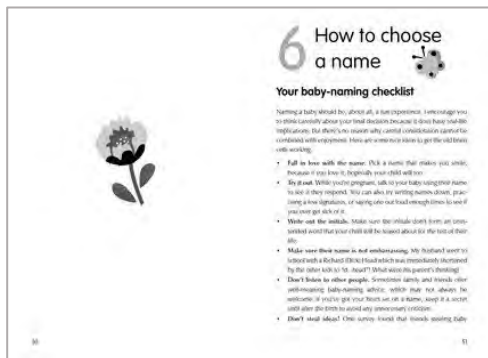 6 How to choose
a name
Your baby-naming checklist
Naming a baby should be, about all, a fun experience. I encourage you
to think carefully about your final decision because it does have real-life
implications. But there's no reason why careful consideration cannot be
combined with enjoyment. Here are some nice ideas to get the old brain
cells working.
• Fall in love with the name. Pick a name that makes you smile,
because if you love it, hopefully your child will too.
• Try it out. While you're pregnant, talk to your baby using their name
to see if they respond. You can also try writing names down, prac-
tising a few signatures, or saying one out loud enough times to see if
you ever get sick of it.
• Write out the initials. Make sure the initials don't form an unin-
tended word that your child will be teased about for the rest of their
life.
• Make sure their name is not embarrassing. My husband went to
school with a Richard (Dick) Head which was immediately shortened
by the other kids to
What were his parent's thinking?
• Don't listen to other people. Sometimes family and friends offer
well-meaning baby-naming advice, which may not always be
welcome. If you've got your heart set on a name, keep it a secret
until after the birth to avoid any unnecessary criticism.
• Don't steal ideas! One survey found that friends stealing baby